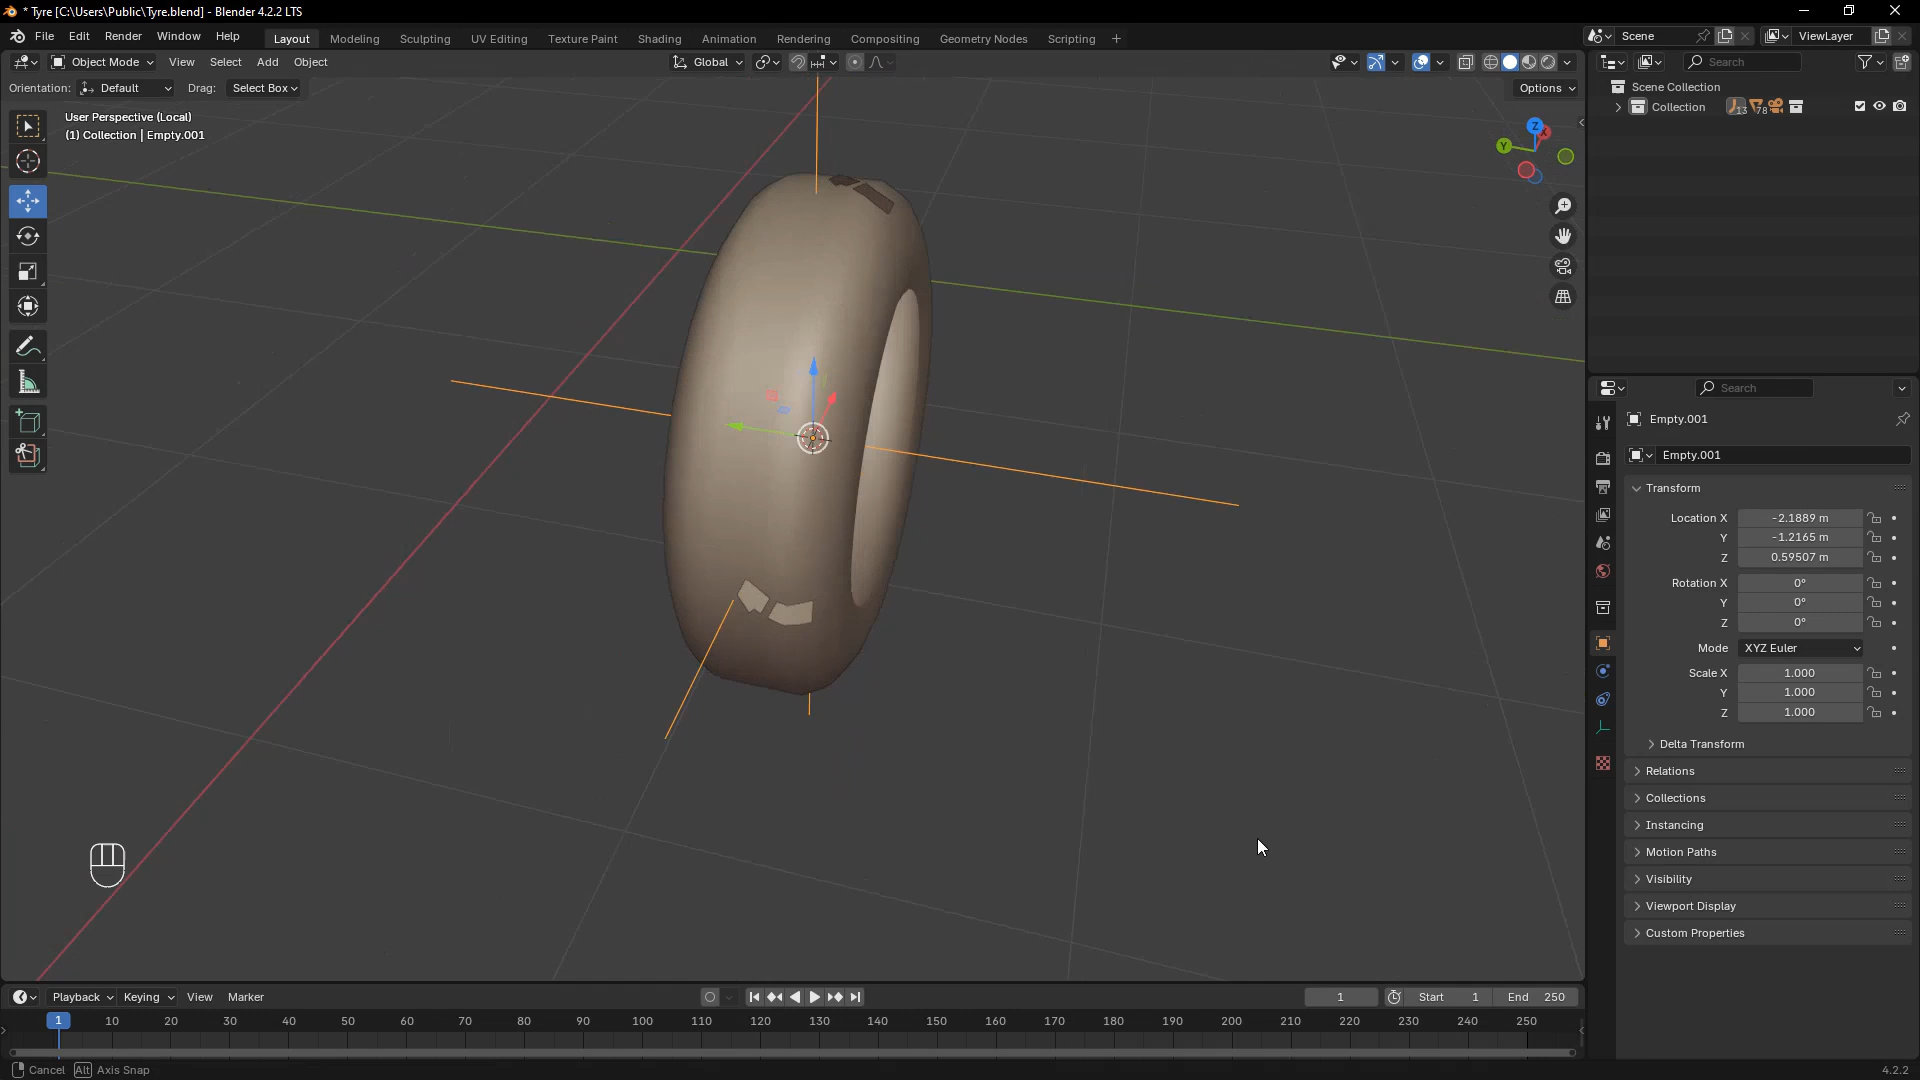 * Tyre [C:\Users\Public\Tyre.blend] - Blender 4.2.2 LTS
File Edit Render Window Help Layout Modeling Sculpting UV Editing Texture Paint Shading Animation Rendering Compositing Geometry Nodes Scripting + Scene ViewLayer
Object Mode View Select Add Object Global Search
Orientation: Default Drag: Select Box Options
Scene Collection
Collection 13 78
User Perspective (Local)
(1) Collection | Empty.001
Z X Y
Search
Empty.001
Empty.001
Transform
Location X -2.1889 m
Y -1.2165 m
Z 0.59507 m
Rotation X 0°
Y 0°
Z 0°
Mode XYZ Euler
Scale X 1.000
Y 1.000
Z 1.000
Delta Transform
Relations
Collections
Instancing
Motion Paths
Visibility
Viewport Display
Custom Properties
Playback Keying View Marker 1 Start 1 End 250
1 10 20 30 40 50 60 70 80 90 100 110 120 130 140 150 160 170 180 190 200 210 220 230 240 250
Cancel Alt Axis Snap 4.2.2